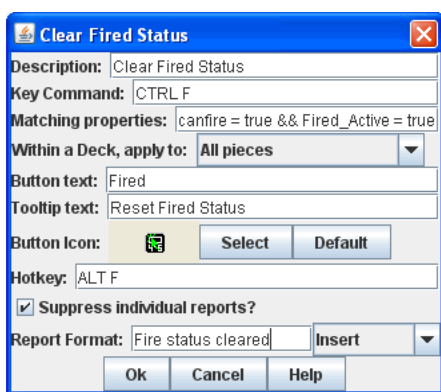 Clear Fired Status
Description: Clear Fired Status
Key Command: CTRL F
Matching properties: canfire = true && Fired_Active = true
Within a Deck, apply to: All pieces
Button text: Fired
Tooltip text: Reset Fired Status
Button Icon: Select Default
Hotkey: ALT F
Suppress individual reports?
Report Format: Fire status cleared Insert
Ok Cancel Help